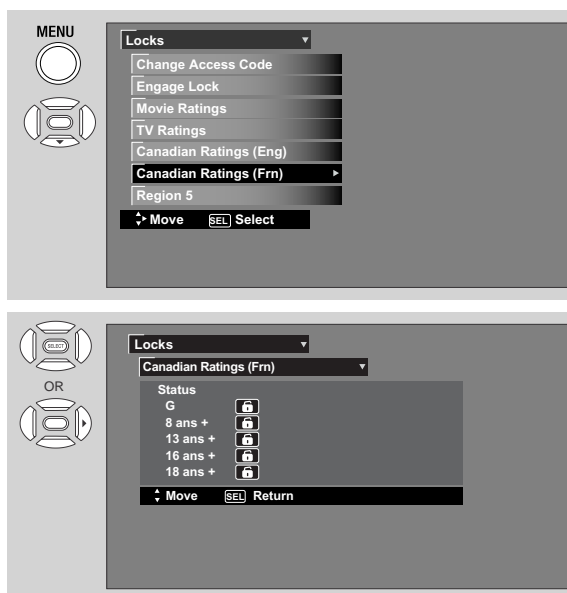 MENU
Locks
Change Access Code
Engage Lock
Movie Ratings
TV Ratings
Canadian Ratings (Eng)
Canadian Ratings (Frn)
Region 5
Move SEL Select
SELECT
OR
Locks
Canadian Ratings (Frn)
Status
G
8 ans +
13 ans +
16 ans +
18 ans +
Move SEL Return